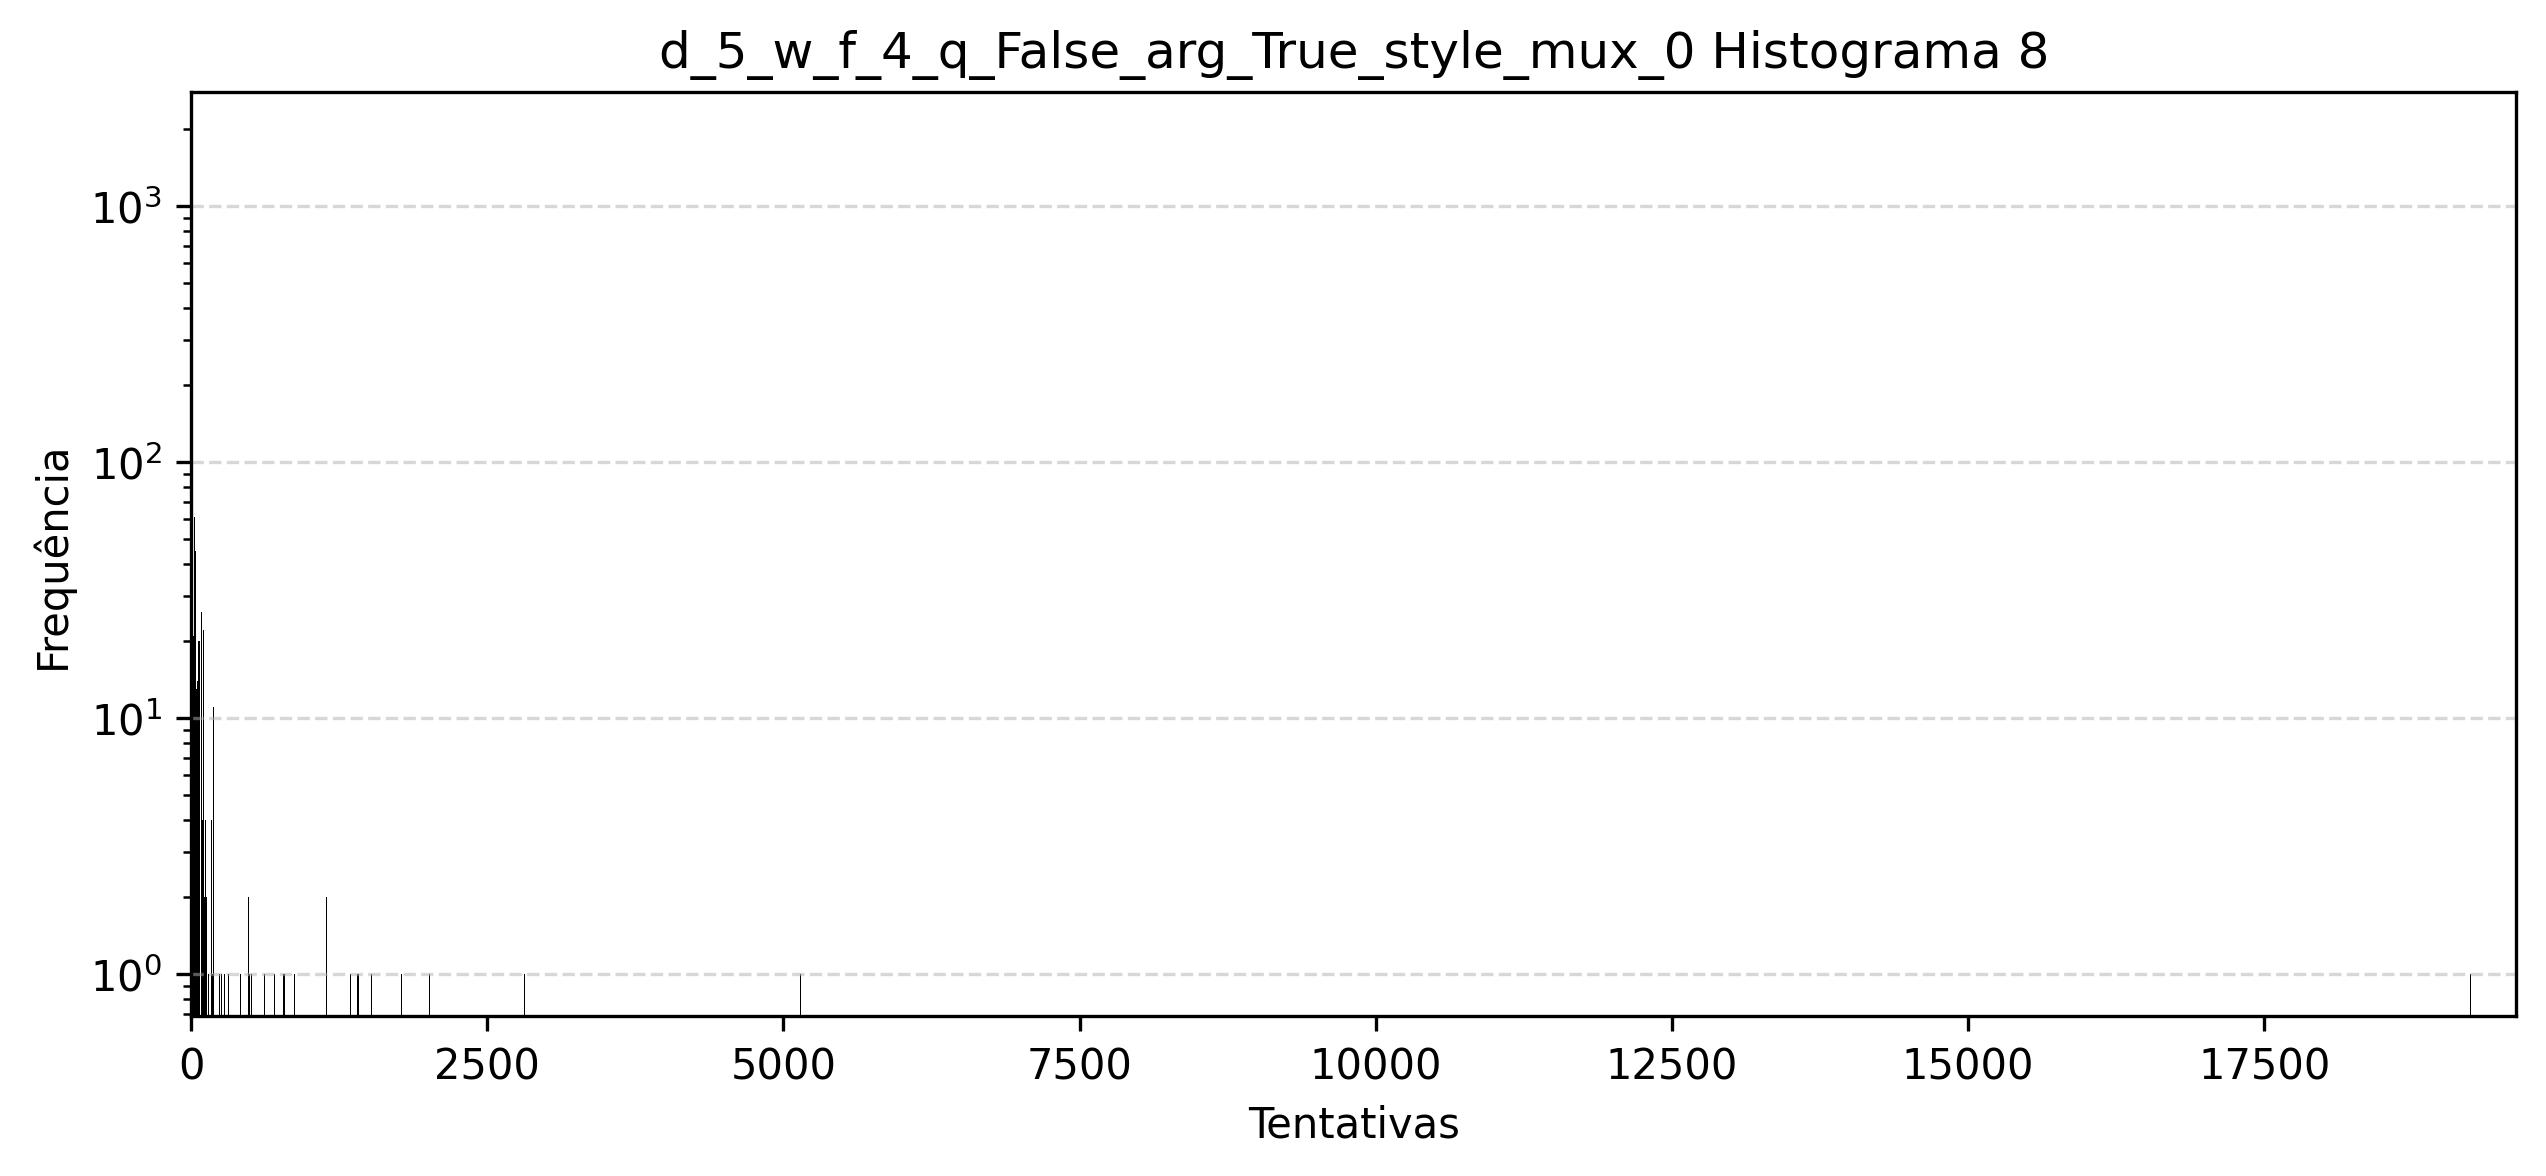 d_5_w_f_4_q_False_arg_True_style_mux_0 Histograma 8
Frequência
10³
10²
10¹
10⁰
0 2500 5000 7500 10000 12500 15000 17500
Tentativas